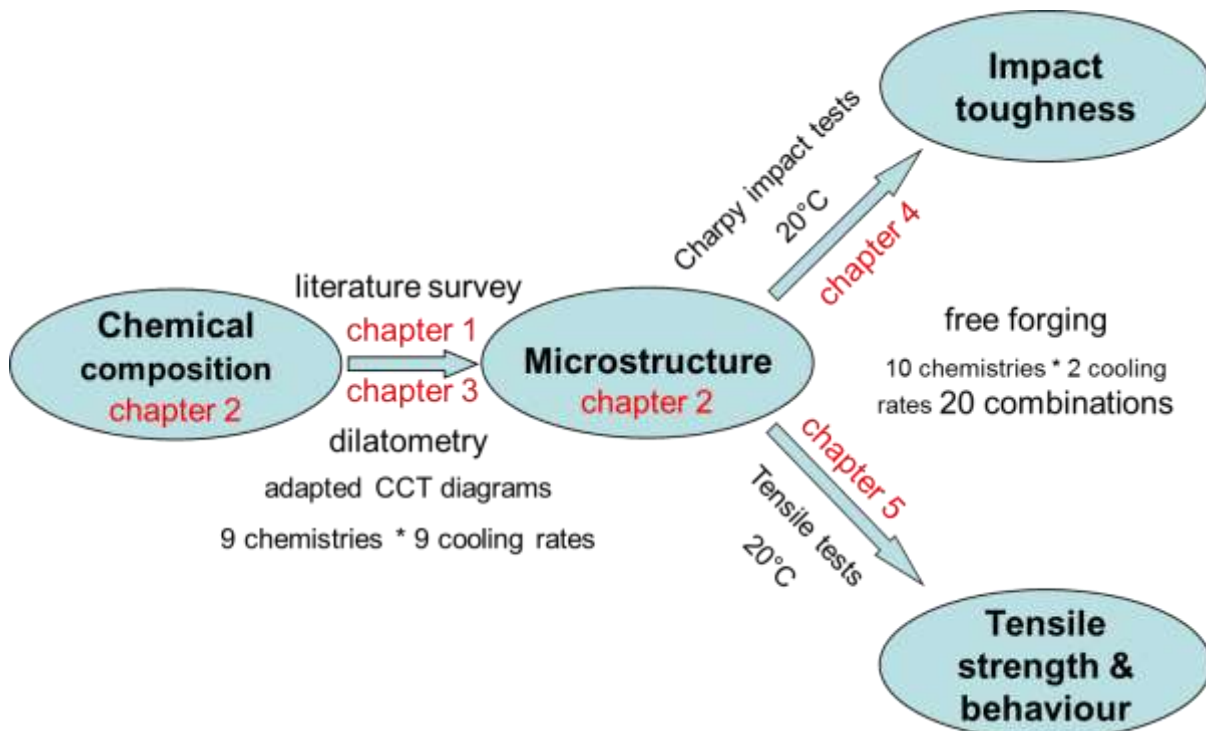 Impact
toughness
Charpy impact tests
20°C
chapter 4
literature survey
chapter 1
Chemical
composition
chapter 2
chapter 3
Microstructure
chapter 2
dilatometry
adapted CCT diagrams
9 chemistries * 9 cooling rates
free forging
10 chemistries * 2 cooling
rates 20 combinations
chapter 5
Tensile tests
20°C
Tensile
strength &
behaviour